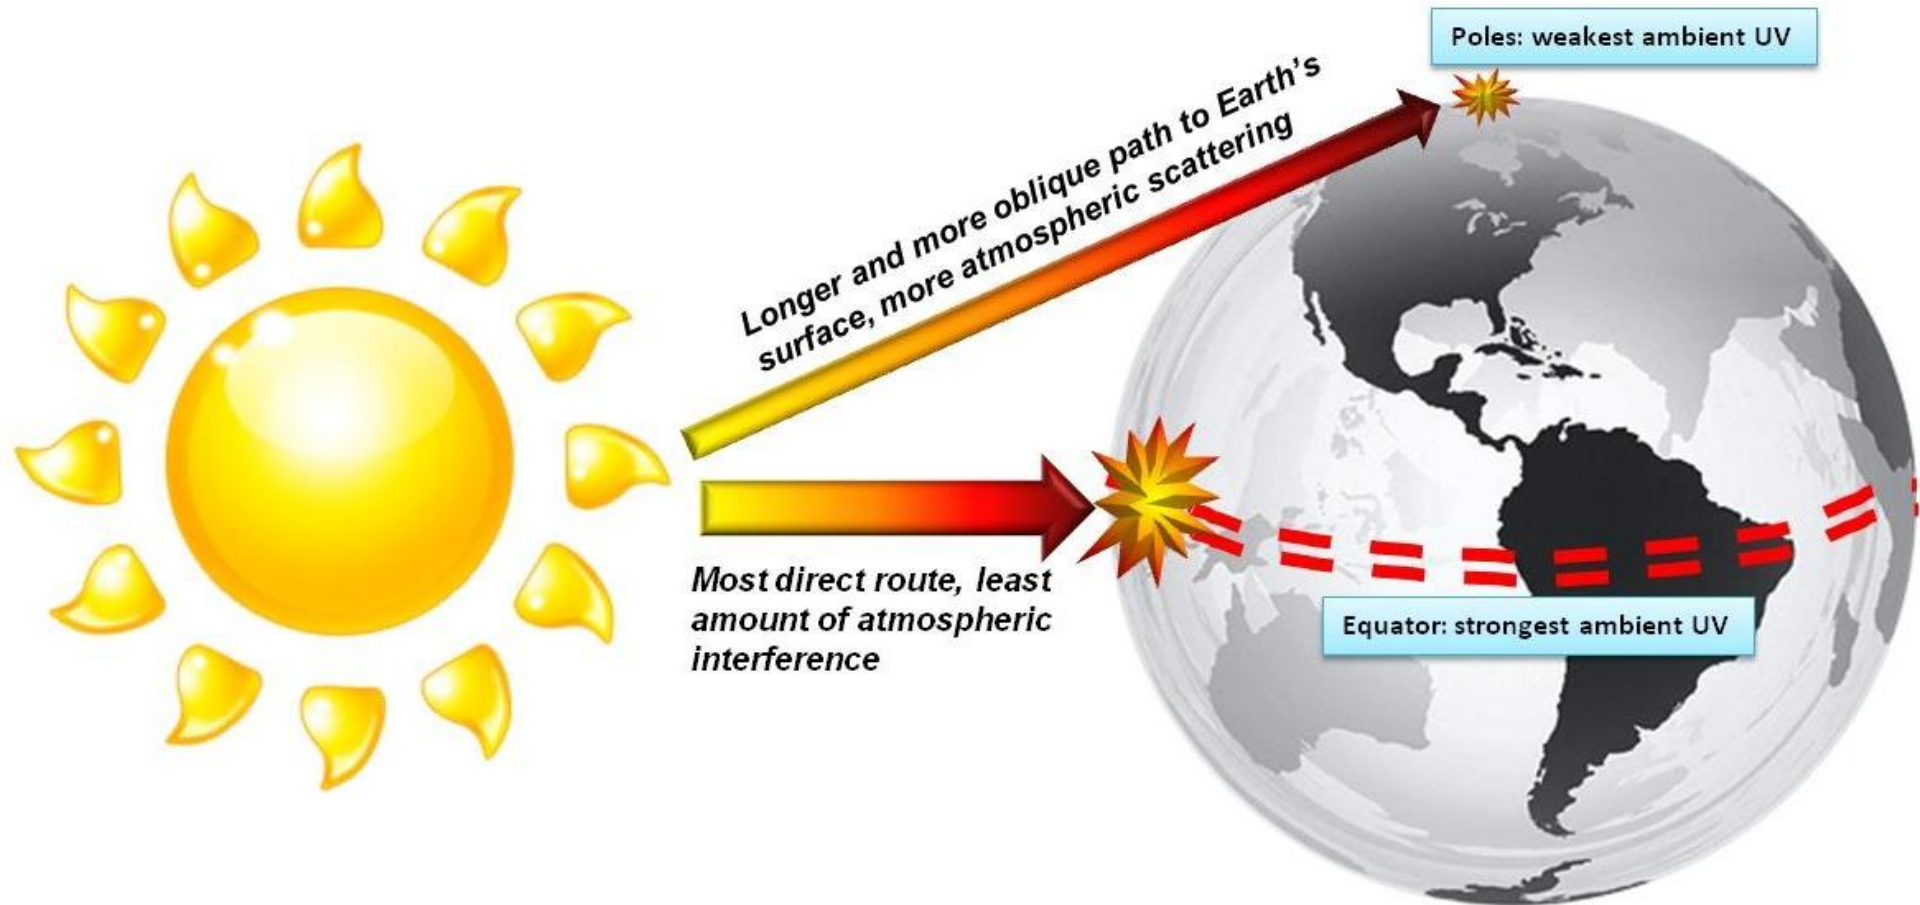 Poles: weakest ambient UV
Longer and more oblique path to Earth's
surface, more atmospheric scattering
Most direct route, least
amount of atmospheric
interference
Equator: strongest ambient UV